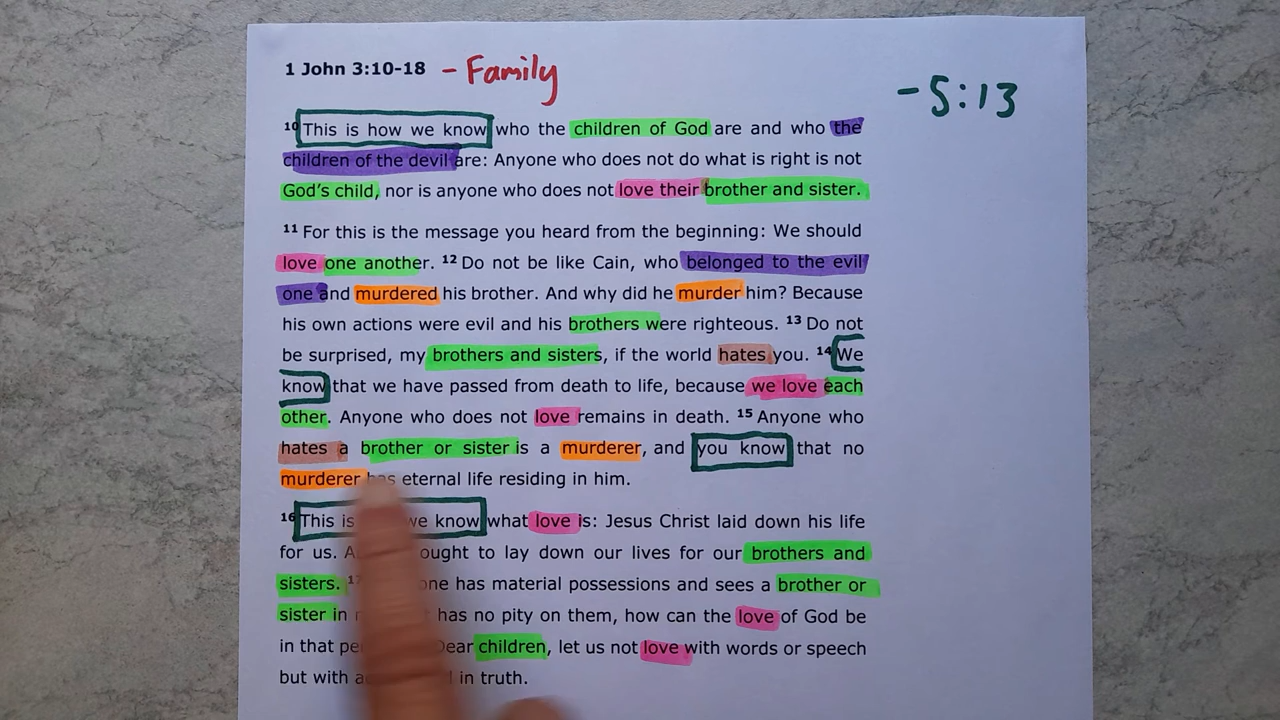 1 John 3:10-18 - Family
-5:13
10 This is how we know who the children of God are and who the
children of the devil are: Anyone who does not do what is right is not
God's child, nor is anyone who does not love their brother and sister.
11 For this is the message you heard from the beginning: We should
love one another. 12 Do not be like Cain, who belonged to the evil
one and murdered his brother. And why did he murder him? Because
his own actions were evil and his brothers were righteous. 13 Do not
be surprised, my brothers and sisters, if the world hates you. 14 We
know that we have passed from death to life, because we love each
other. Anyone who does not love remains in death. 15 Anyone who
hates a brother or sister is a murderer, and you know that no
murderer has eternal life residing in him.
16 This is we know what love is: Jesus Christ laid down his life
for us. ought to lay down our lives for our brothers and
sisters. 17 one has material possessions and sees a brother or
sister in has no pity on them, how can the love of God be
in that Dear children, let us not love with words or speech
but with in truth.